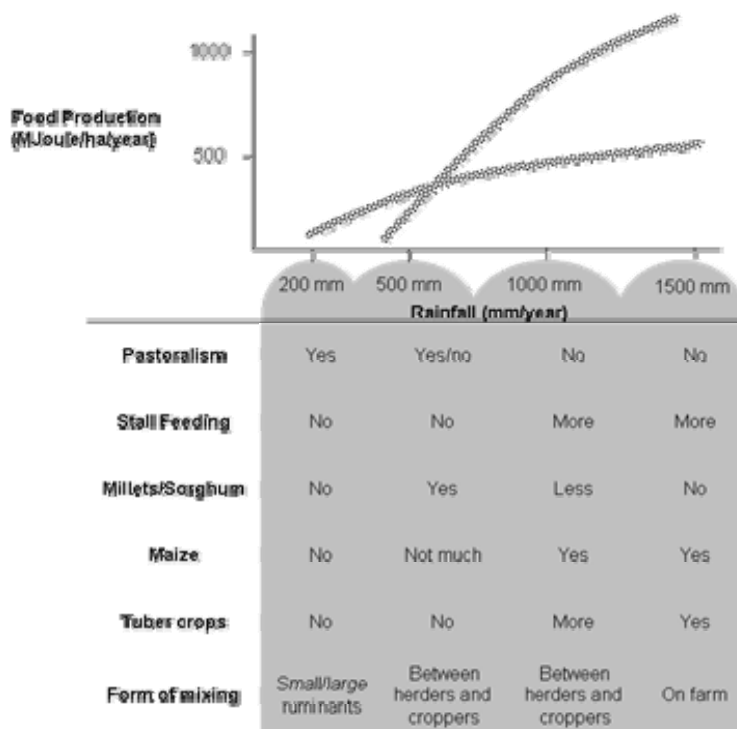 1000
Food Production
(MJoule/ha/year)
500
200 mm 500 mm 1000 mm 1500 mm
Rainfall (mm/year)
Pastoralism Yes Yes/no No No
Stall Feeding No No More More
Millets/Sorghum No Yes Less No
Maize No Not much Yes Yes
Tuber crops No No More Yes
Form of mixing Small/large ruminants Between herders and croppers Between herders and croppers On farm